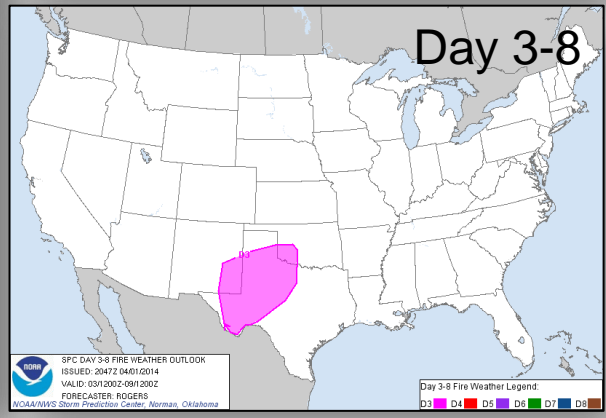 Day 3-8
D3
NOAA
SPC DAY 3-8 FIRE WEATHER OUTLOOK
ISSUED: 2047Z 04/01/2014
VALID: 03/1200Z-09/1200Z
FORECASTER: ROGERS
NOAA/NWS Storm Prediction Center, Norman, Oklahoma
Day 3-8 Fire Weather Legend:
D3 D4 D5 D6 D7 D8